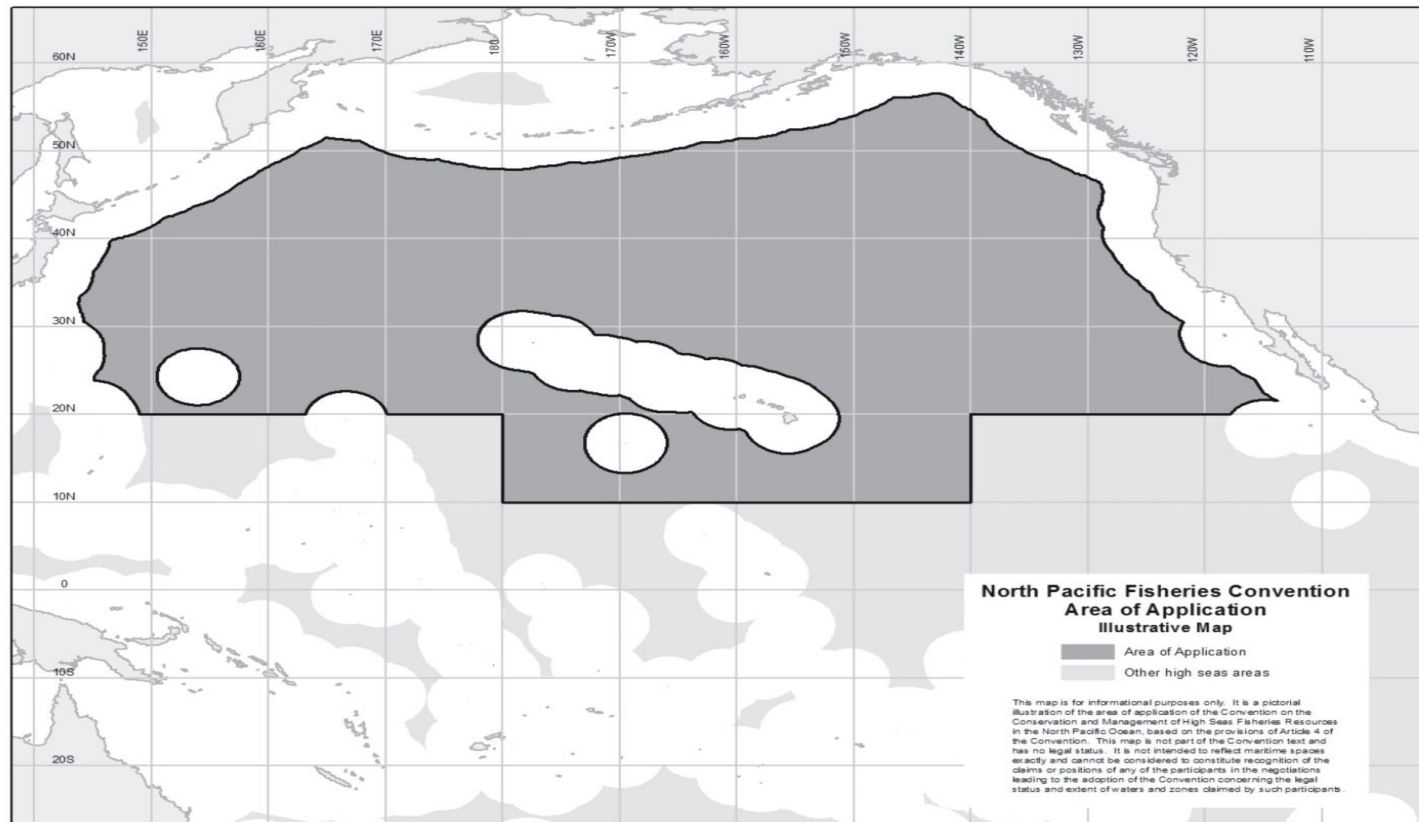 150E 160E 170E 180 170W 160W 150W 140W 130W 120W 110W
60N
50N
40N
30N
20N
10N
0
10S
20S
North Pacific Fisheries Convention
Area of Application
Illustrative Map
Area of Application
Other high seas areas
This map is for informational purposes only. It is a pictorial
illustration of the area of application of the Convention on the
Conservation and Management of High Seas Fisheries Resources
in the North Pacific Ocean, based on the provisions of Article 4 of
the Convention. This map is not part of the Convention text and
has no legal status. It is not intended to reflect maritime spaces
exactly and cannot be considered to constitute recognition of the
claims or positions of any of the participants in the negotiations
leading to the adoption of the Convention concerning the legal
status and extent of waters and zones claimed by such participants.